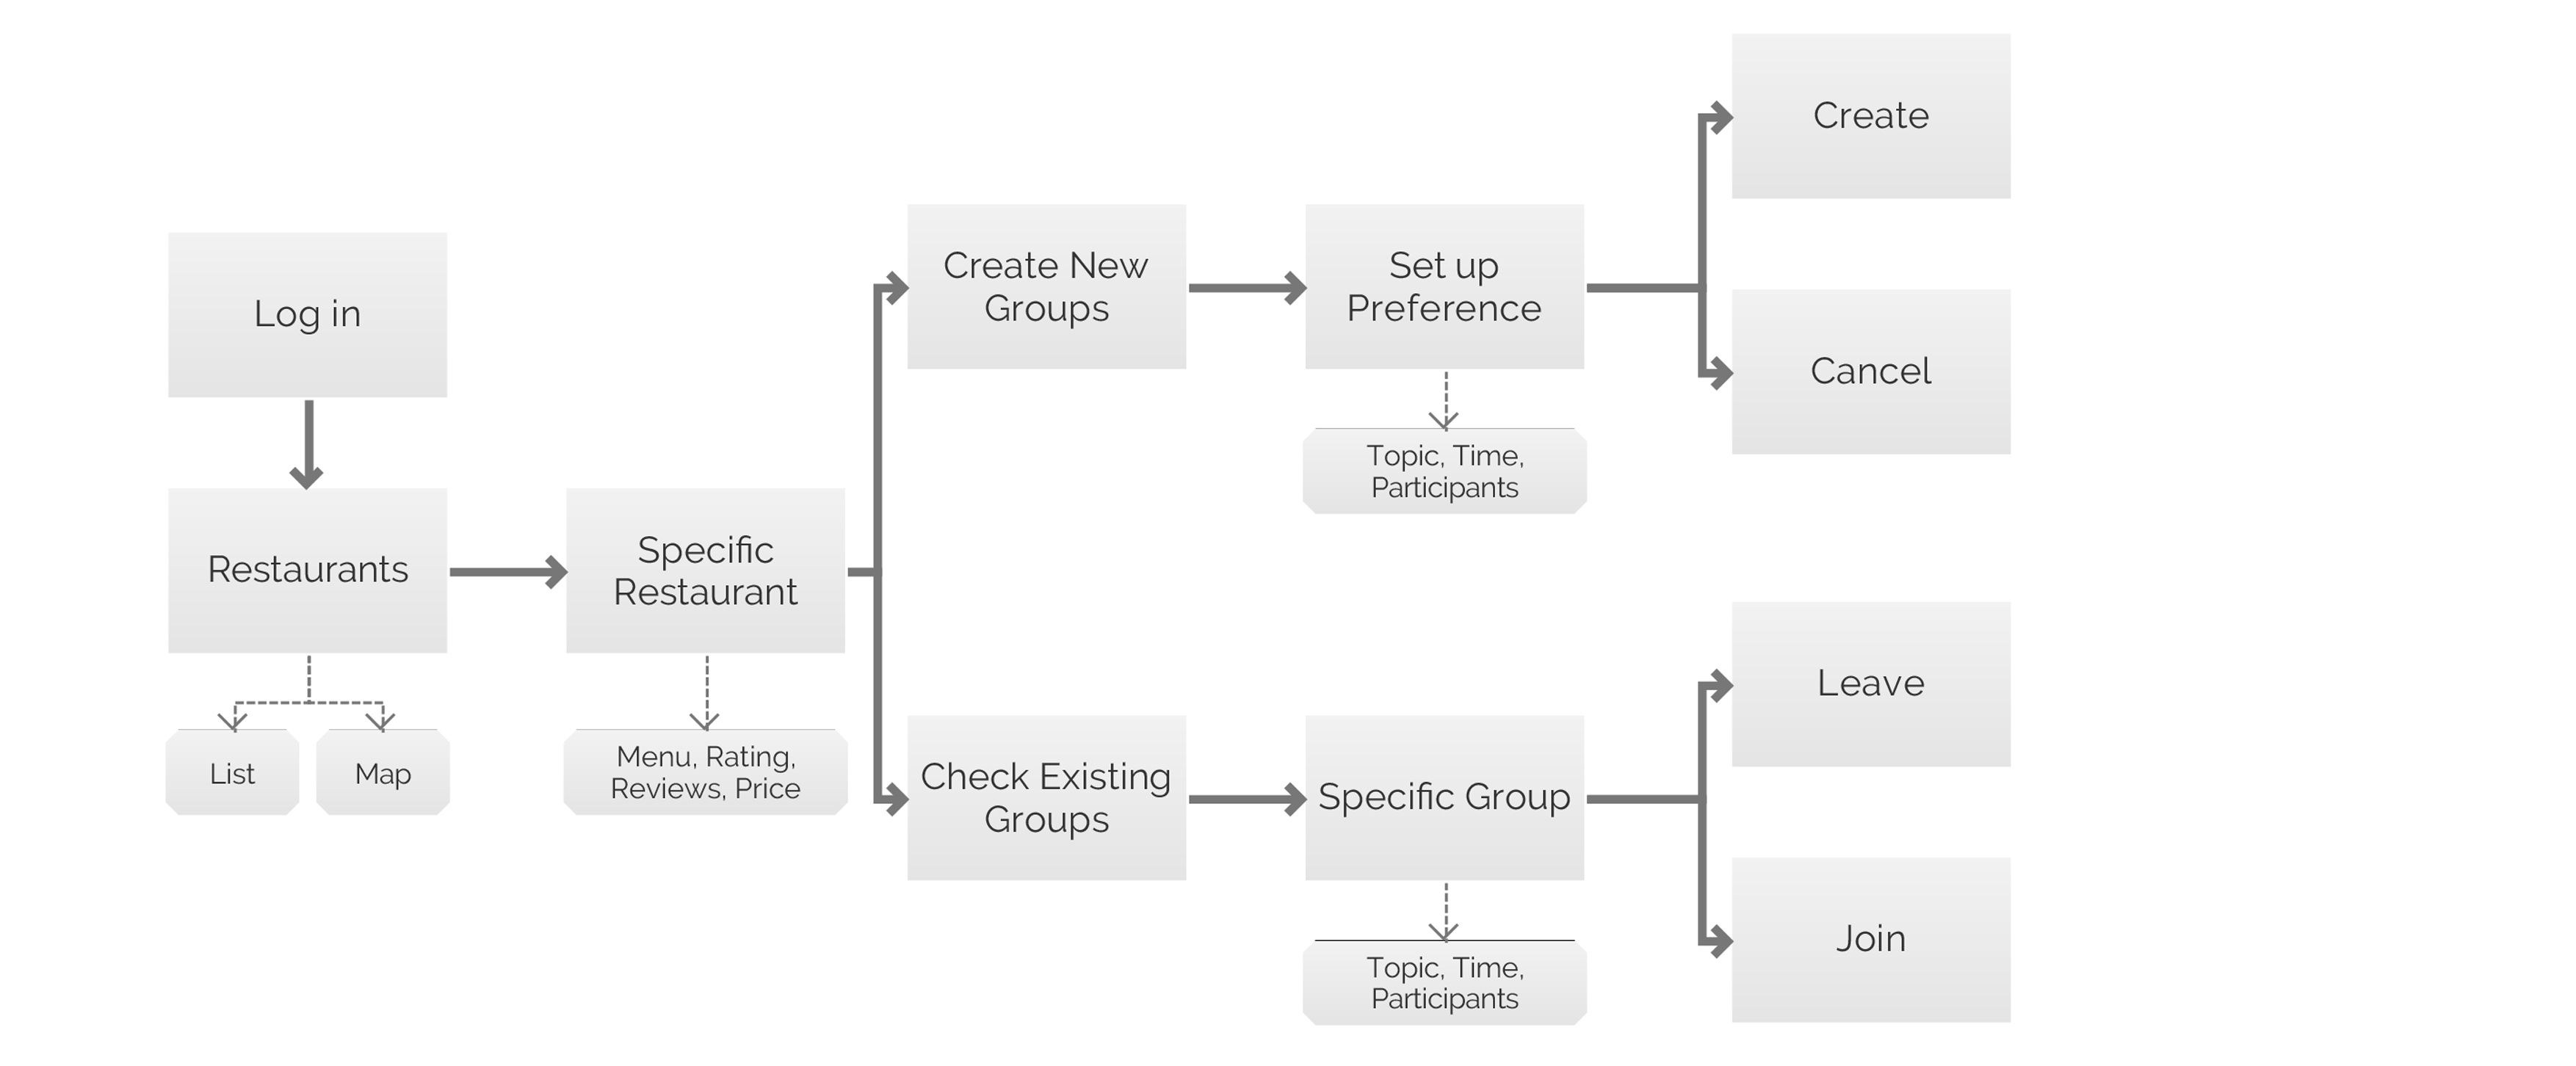 Log in
Restaurants
List
Map
Specific
Restaurant
Menu, Rating,
Reviews, Price
Create New
Groups
Set up
Preference
Topic, Time,
Participants
Create
Cancel
Check Existing
Groups
Specific Group
Topic, Time,
Participants
Leave
Join